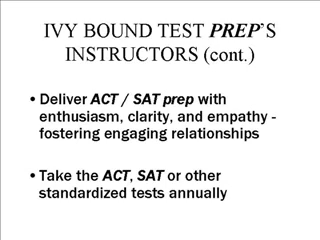 IVY BOUND TEST PREP’S
INSTRUCTORS (cont.)
• Deliver ACT / SAT prep with
enthusiasm, clarity, and empathy -
fostering engaging relationships
• Take the ACT, SAT or other
standardized tests annually